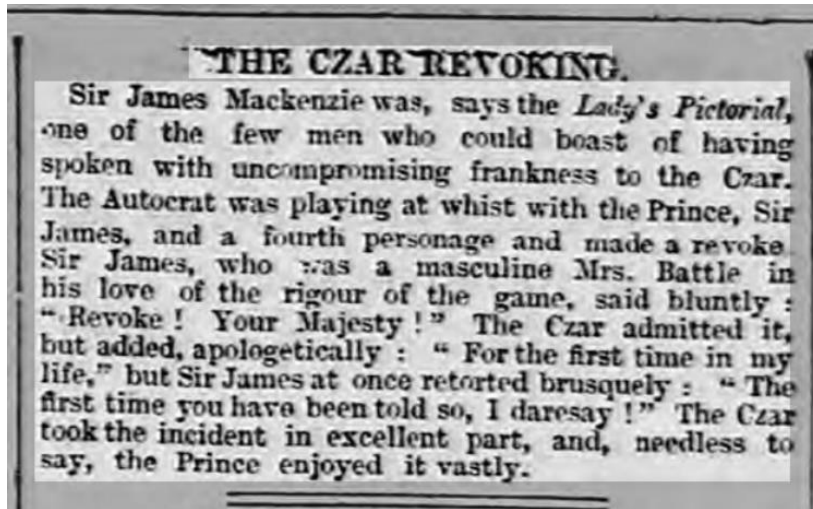 THE CZAR REVOKING.
Sir James Mackenzie was, says the Lady's Pictorial,
one of the few men who could boast of having
spoken with uncompromising frankness to the Czar.
The Autocrat was playing at whist with the Prince, Sir
James, and a fourth personage and made a revoke
Sir James, who was a masculine Mrs. Battle in
his love of the rigour of the game, said bluntly :
“ Revoke ! Your Majesty ! ” The Czar admitted it,
but added, apologetically : “ For the first time in my
life,” but Sir James at once retorted brusquely : “ The
first time you have been told so, I daresay ! ” The Czar
took the incident in excellent part, and, needless to
say, the Prince enjoyed it vastly.